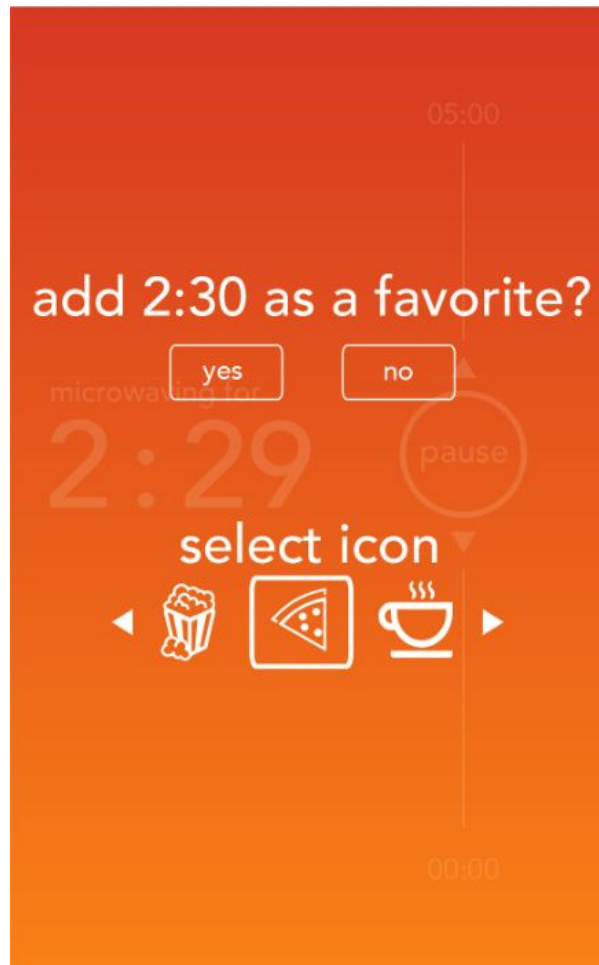 05:00
add 2:30 as a favorite?
yes no
microwaving for
2:29
pause
select icon
00:00